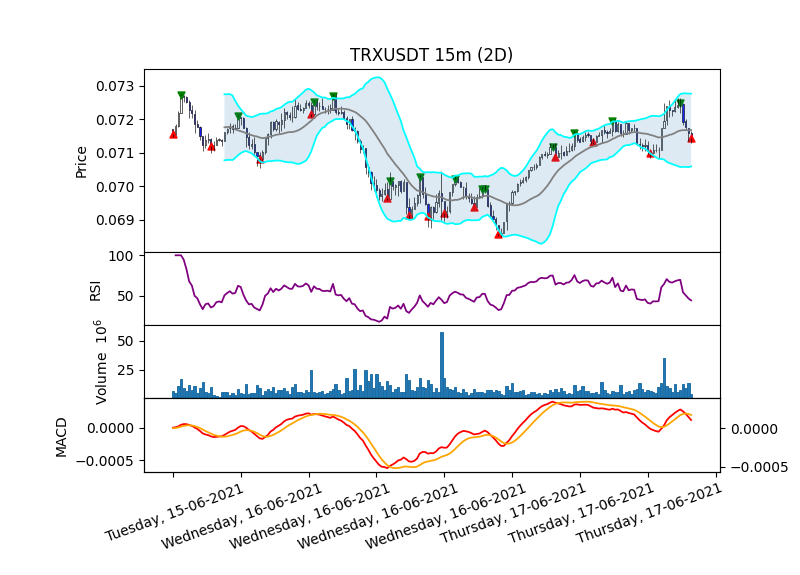 TRXUSDT 15m (2D)
0.073
0.072
0.071
0.070
0.069
Price
100
50
RSI
50
25
Volume 10^6
0.0000
−0.0005
MACD
0.0000
−0.0005
Tuesday, 15-06-2021
Wednesday, 16-06-2021
Wednesday, 16-06-2021
Wednesday, 16-06-2021
Wednesday, 16-06-2021
Thursday, 17-06-2021
Thursday, 17-06-2021
Thursday, 17-06-2021